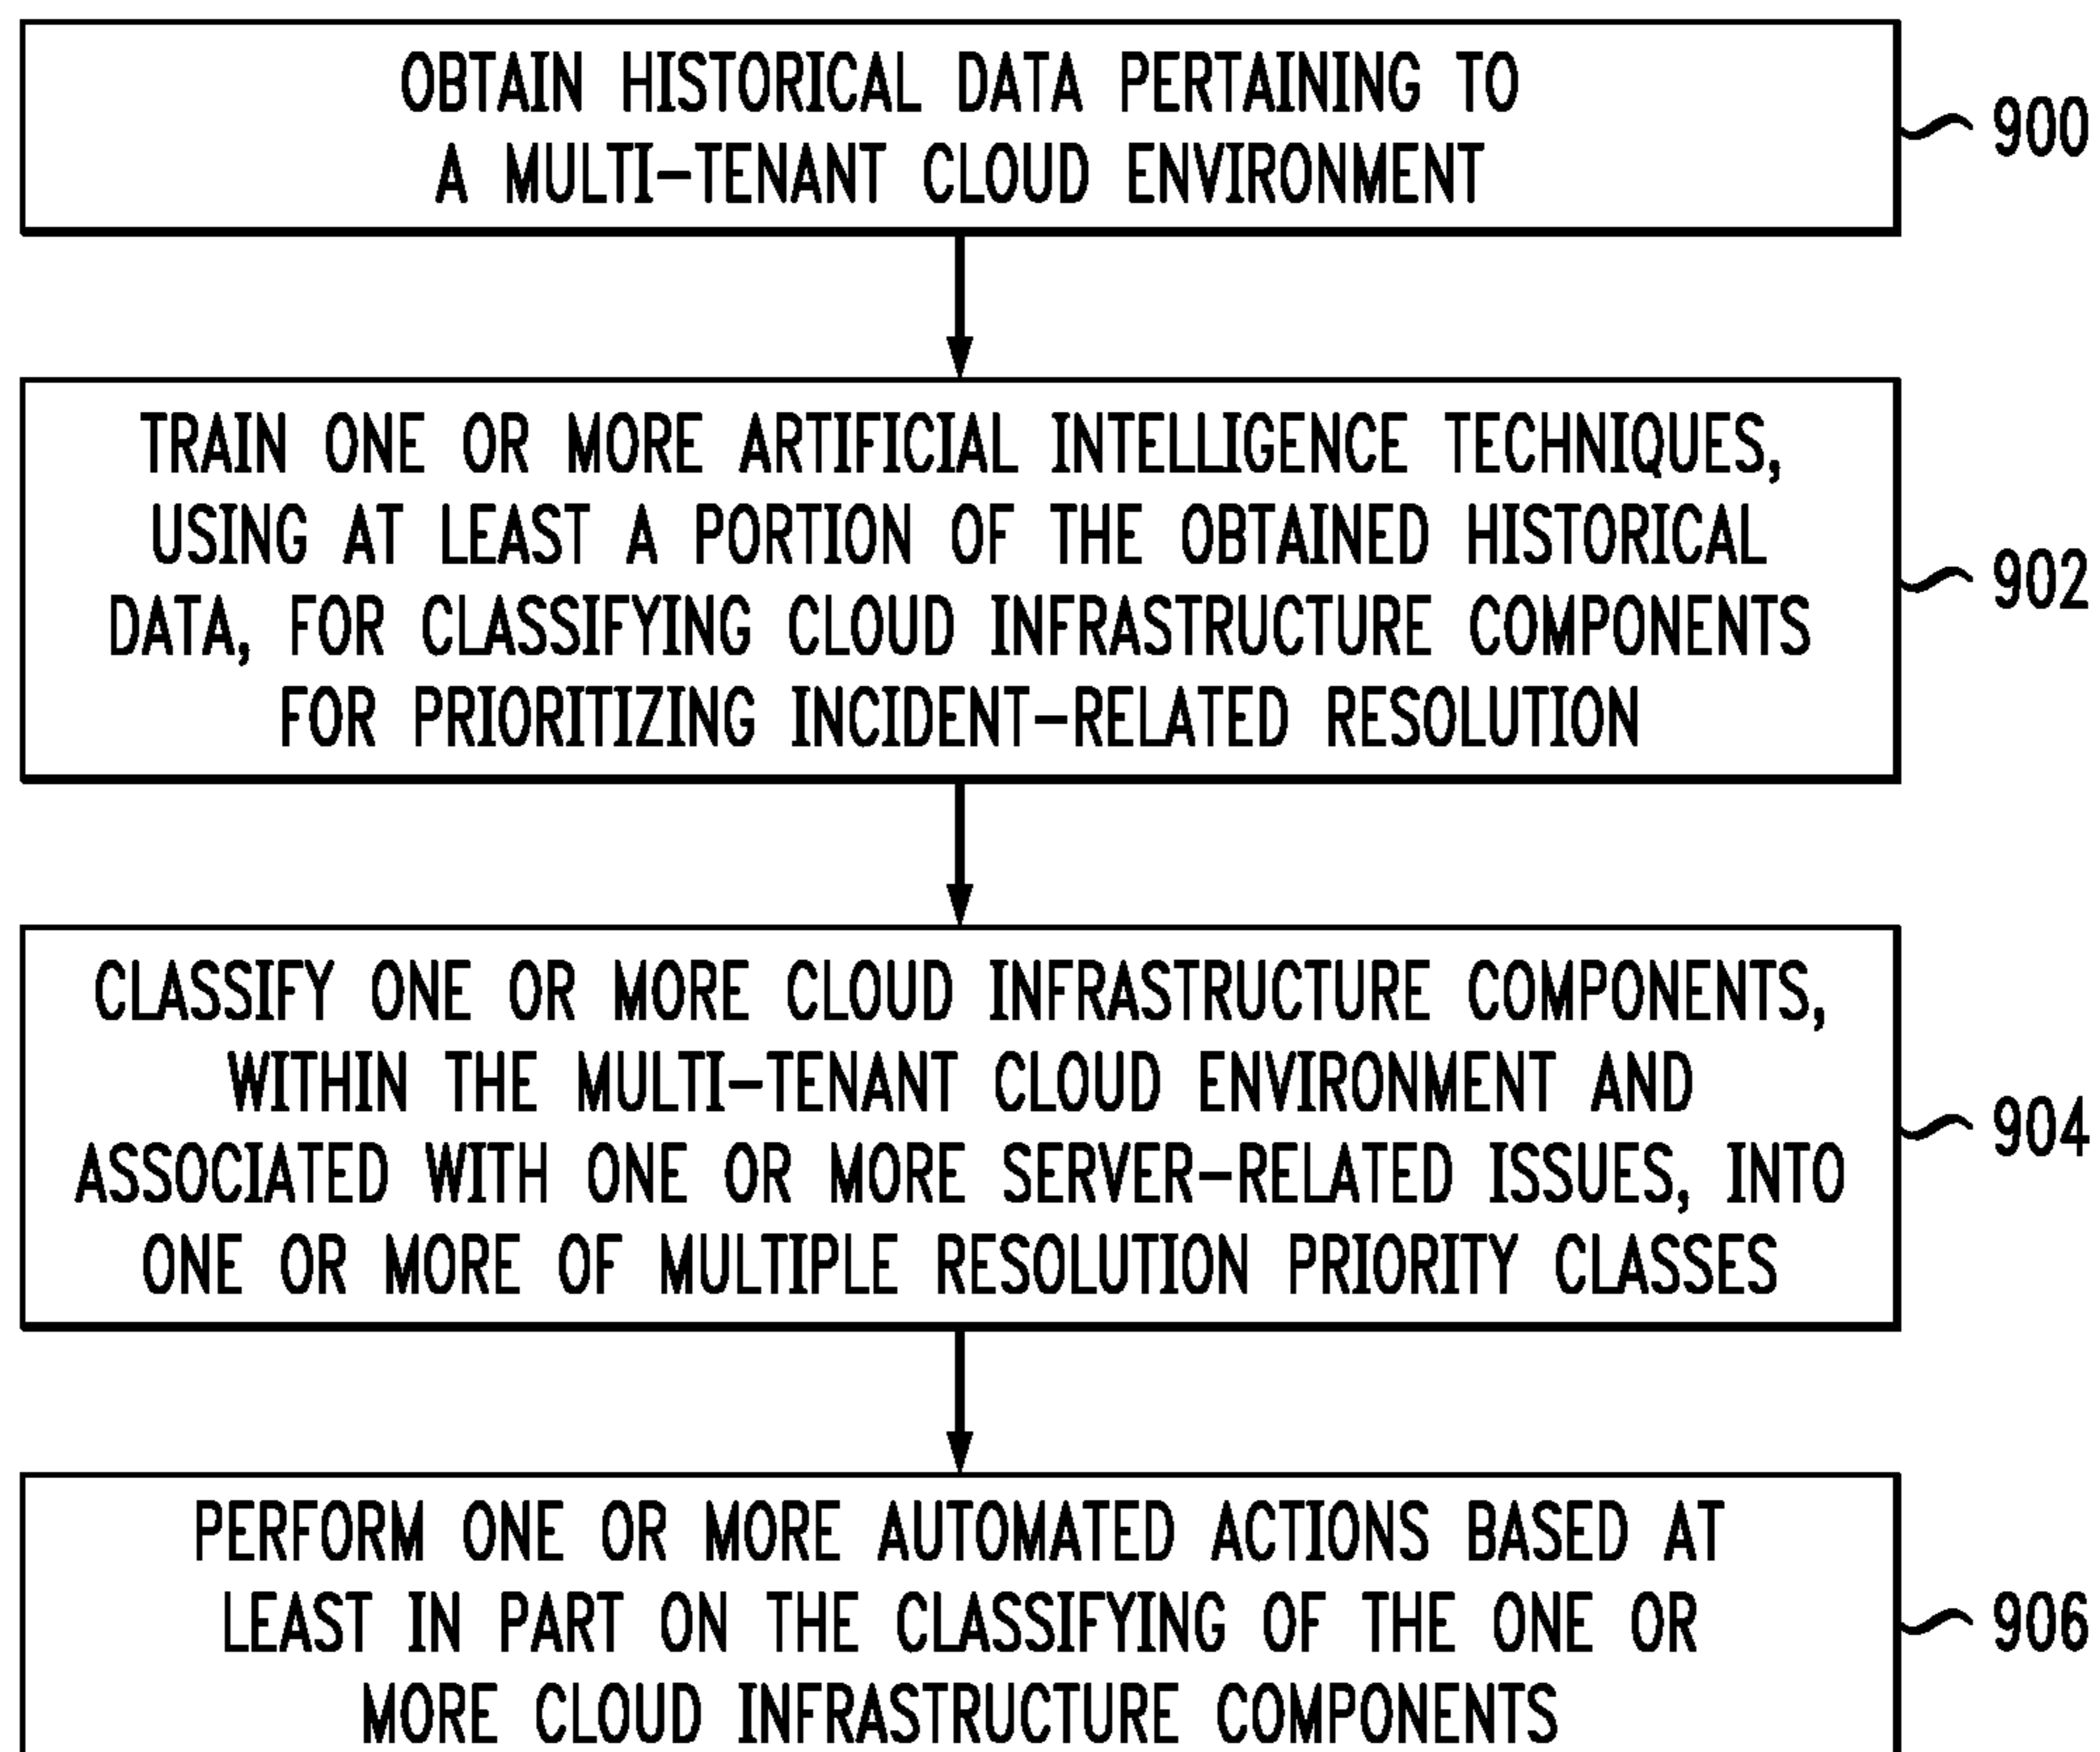 OBTAIN HISTORICAL DATA PERTAINING TO
A MULTI-TENANT CLOUD ENVIRONMENT
900
TRAIN ONE OR MORE ARTIFICIAL INTELLIGENCE TECHNIQUES,
USING AT LEAST A PORTION OF THE OBTAINED HISTORICAL
DATA, FOR CLASSIFYING CLOUD INFRASTRUCTURE COMPONENTS
FOR PRIORITIZING INCIDENT-RELATED RESOLUTION
902
CLASSIFY ONE OR MORE CLOUD INFRASTRUCTURE COMPONENTS,
WITHIN THE MULTI-TENANT CLOUD ENVIRONMENT AND
ASSOCIATED WITH ONE OR MORE SERVER-RELATED ISSUES, INTO
ONE OR MORE OF MULTIPLE RESOLUTION PRIORITY CLASSES
904
PERFORM ONE OR MORE AUTOMATED ACTIONS BASED AT
LEAST IN PART ON THE CLASSIFYING OF THE ONE OR
MORE CLOUD INFRASTRUCTURE COMPONENTS
906